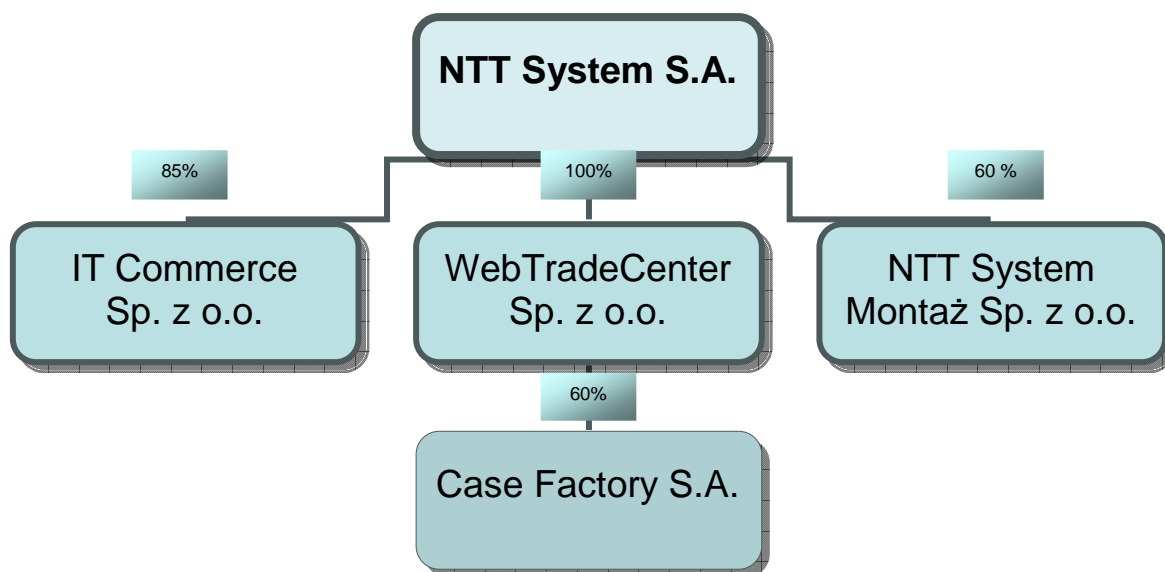 NTT System S.A.
85%
100%
60 %
IT Commerce
Sp. z o.o.
WebTradeCenter
Sp. z o.o.
NTT System
Montaż Sp. z o.o.
60%
Case Factory S.A.